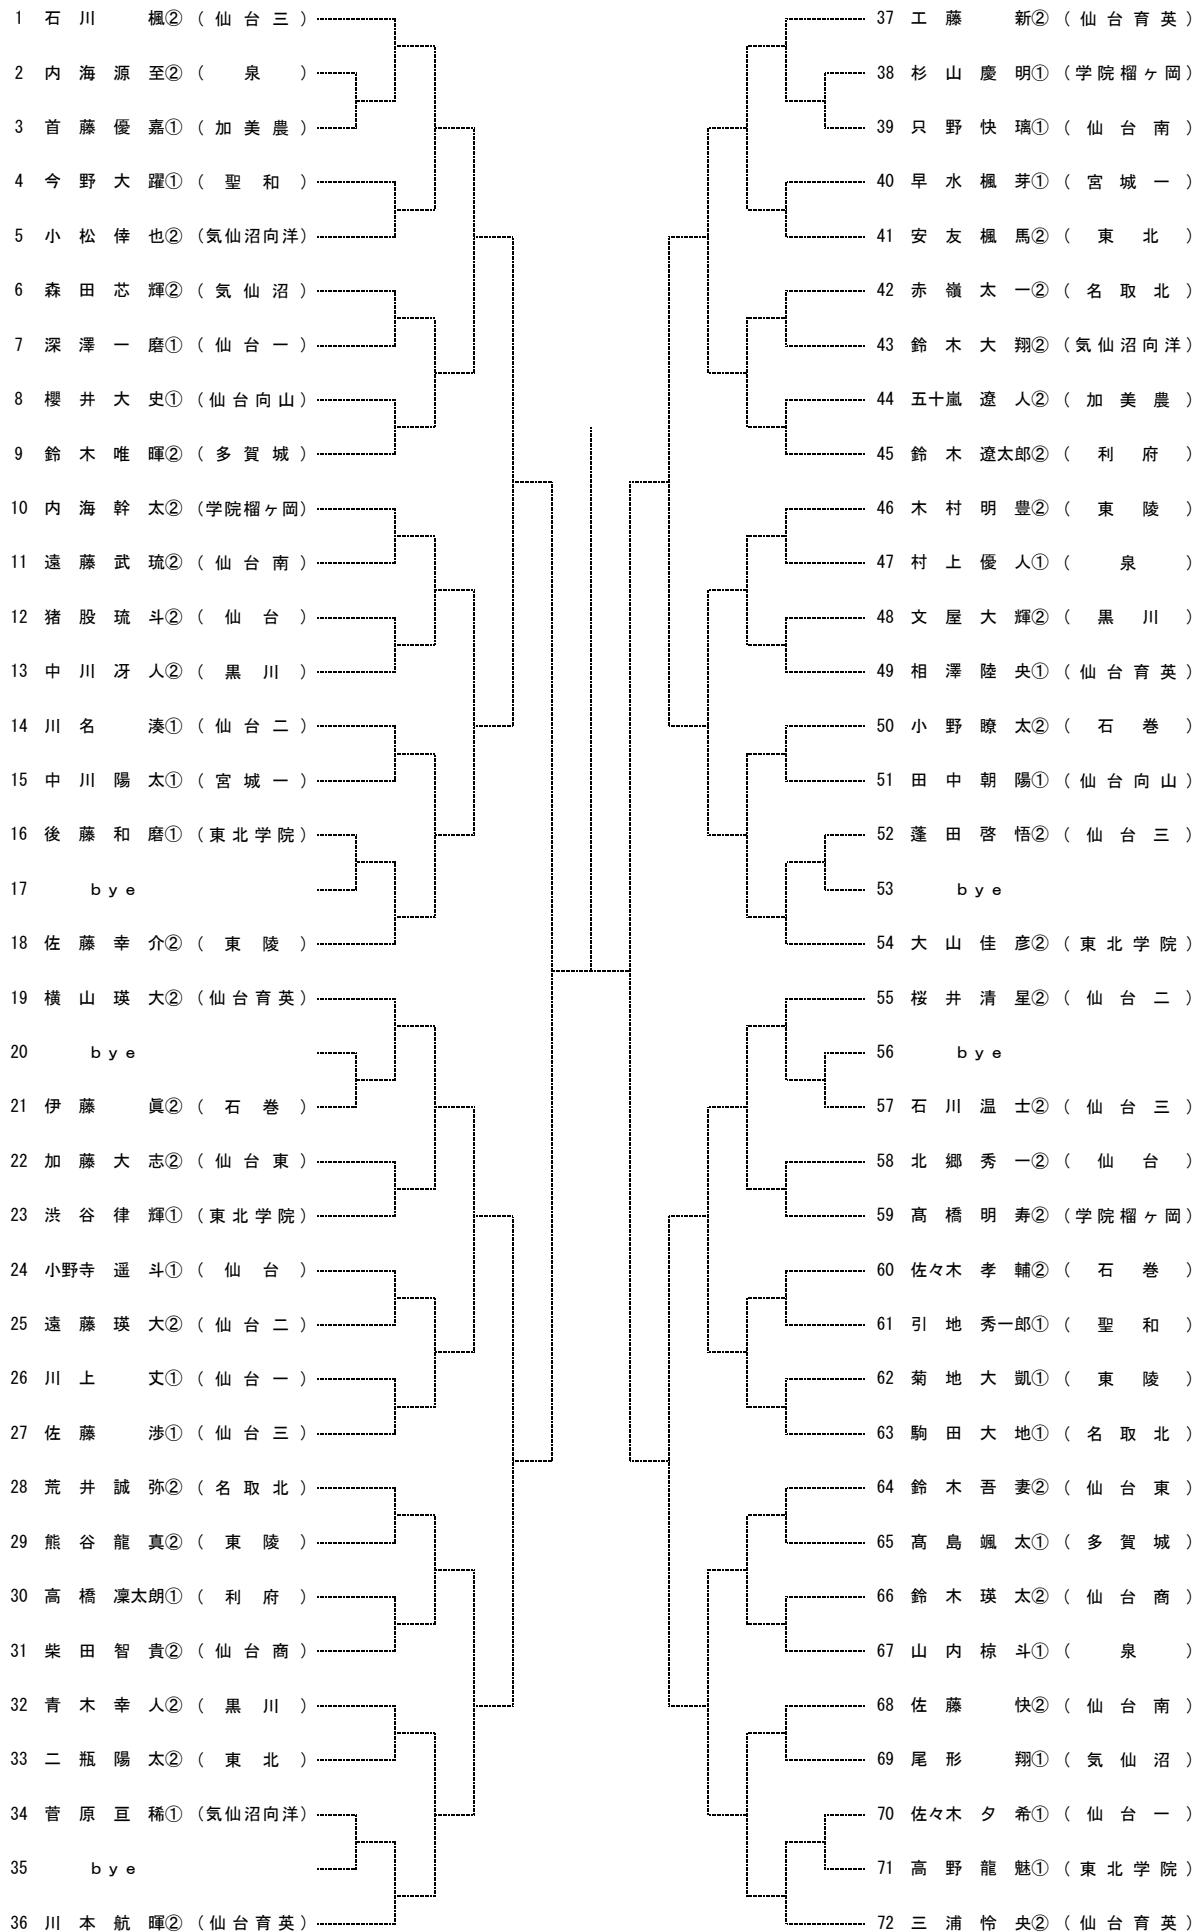 1 石川 楓② (仙台三)
2 内海源至② (泉)
3 首藤優嘉① (加美農)
4 今野大躍① (聖和)
5 小松倖也② (気仙沼向洋)
6 森田芯輝② (気仙沼)
7 深澤一磨① (仙台一)
8 櫻井大史① (仙台向山)
9 鈴木唯暉② (多賀城)
10 内海幹太② (学院榴ヶ岡)
11 遠藤武琉② (仙台南)
12 猪股琉斗② (仙台)
13 中川冴人② (黒川)
14 川名 湊① (仙台二)
15 中川陽太① (宮城一)
16 後藤和磨① (東北学院)
17 bye
18 佐藤幸介② (東陵)
19 横山瑛大② (仙台育英)
20 bye
21 伊藤 眞② (石巻)
22 加藤大志② (仙台東)
23 渋谷律輝① (東北学院)
24 小野寺遥斗① (仙台)
25 遠藤瑛大② (仙台二)
26 川上 丈① (仙台一)
27 佐藤 渉① (仙台三)
28 荒井誠弥② (名取北)
29 熊谷龍真② (東陵)
30 高橋凜太朗① (利府)
31 柴田智貴② (仙台商)
32 青木幸人② (黒川)
33 二瓶陽太② (東北)
34 菅原亘稀① (気仙沼向洋)
35 bye
36 川本航暉② (仙台育英)
37 工藤 新② (仙台育英)
38 杉山慶明① (学院榴ヶ岡)
39 只野快璃① (仙台南)
40 早水楓芽① (宮城一)
41 安友楓馬② (東北)
42 赤嶺太一② (名取北)
43 鈴木大翔② (気仙沼向洋)
44 五十嵐遼人② (加美農)
45 鈴木遼太郎② (利府)
46 木村明豊② (東陵)
47 村上優人① (泉)
48 文屋大輝② (黒川)
49 相澤陸央① (仙台育英)
50 小野瞭太② (石巻)
51 田中朝陽① (仙台向山)
52 蓬田啓悟② (仙台三)
53 bye
54 大山佳彦② (東北学院)
55 桜井清星② (仙台二)
56 bye
57 石川温士② (仙台三)
58 北郷秀一② (仙台)
59 髙橋明寿② (学院榴ヶ岡)
60 佐々木孝輔② (石巻)
61 引地秀一郎① (聖和)
62 菊地大凱① (東陵)
63 駒田大地① (名取北)
64 鈴木吾妻② (仙台東)
65 髙島颯太① (多賀城)
66 鈴木瑛太② (仙台商)
67 山内椋斗① (泉)
68 佐藤 快② (仙台南)
69 尾形 翔① (気仙沼)
70 佐々木夕希① (仙台一)
71 高野龍魅① (東北学院)
72 三浦怜央② (仙台育英)